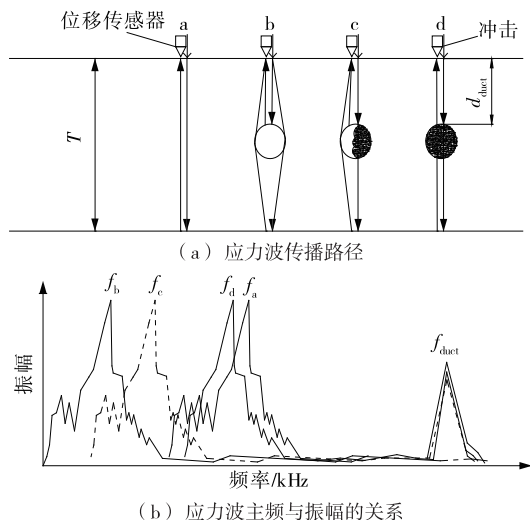 位移传感器
a b c d
冲击
T
d_duct
（a）应力波传播路径
f_b f_c f_d f_a
f_duct
振幅
频率/kHz
（b）应力波主频与振幅的关系